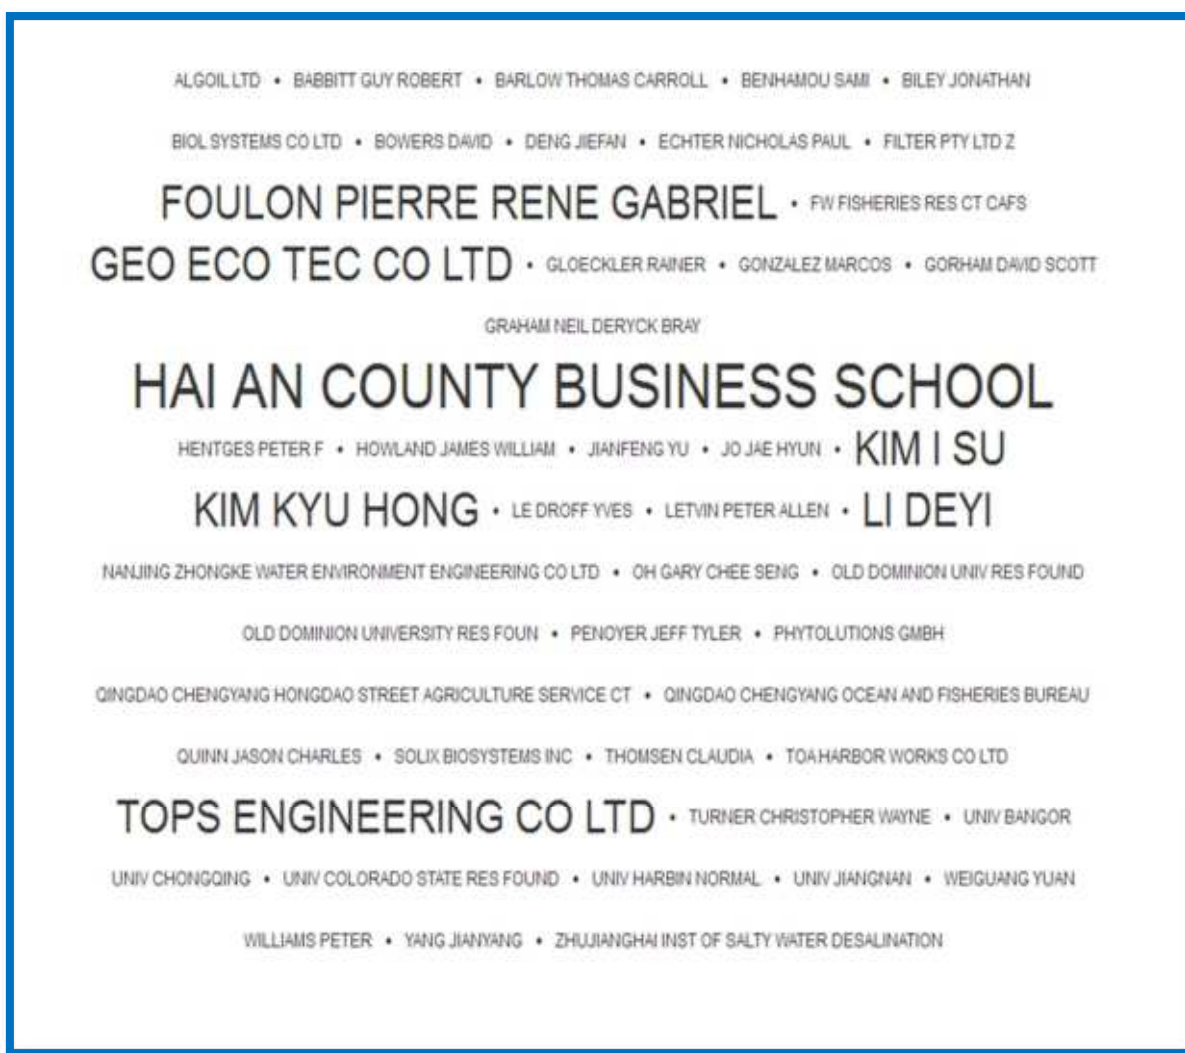 ALGOIL LTD • BABBITT GUY ROBERT • BARLOW THOMAS CARROLL • BENHAMOU SAMI • BILEY JONATHAN
BIOL SYSTEMS CO LTD • BOWERS DAVID • DENG JIEFAN • ECHTER NICHOLAS PAUL • FILTER PTY LTD Z
FOULON PIERRE RENE GABRIEL • FW FISHERIES RES CT CAFS
GEO ECO TEC CO LTD • GLOECKLER RAINER • GONZALEZ MARCOS • GORHAM DAVID SCOTT
GRAHAM NEIL DERYCK BRAY
HAI AN COUNTY BUSINESS SCHOOL
HENTGES PETER F • HOWLAND JAMES WILLIAM • JIANFENG YU • JO JAE HYUN • KIM I SU
KIM KYU HONG • LE DROFF YVES • LETVIN PETER ALLEN • LI DEYI
NANJING ZHONGKE WATER ENVIRONMENT ENGINEERING CO LTD • OH GARY CHEE SENG • OLD DOMINION UNIV RES FOUND
OLD DOMINION UNIVERSITY RES FOUN • PENOYER JEFF TYLER • PHYTOLUTIONS GMBH
QINGDAO CHENGYANG HONGDAO STREET AGRICULTURE SERVICE CT • QINGDAO CHENGYANG OCEAN AND FISHERIES BUREAU
QUINN JASON CHARLES • SOLIX BIOSYSTEMS INC • THOMSEN CLAUDIA • TOA HARBOR WORKS CO LTD
TOPS ENGINEERING CO LTD • TURNER CHRISTOPHER WAYNE • UNIV BANGOR
UNIV CHONGQING • UNIV COLORADO STATE RES FOUND • UNIV HARBIN NORMAL • UNIV JIANGNAN • WEIGUANG YUAN
WILLIAMS PETER • YANG JIANYANG • ZHUJIANGHAI INST OF SALTY WATER DESALINATION